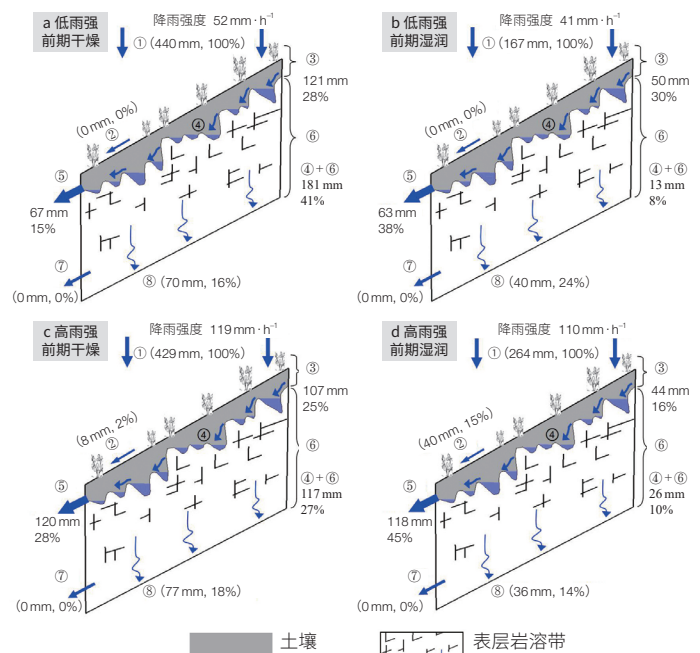 a 低雨强
前期干燥
降雨强度 52 mm·h⁻¹
① (440 mm, 100%)
③
121 mm
28%
(0 mm, 0%)
②
④
⑥
④+⑥
181 mm
41%
⑤
67 mm
15%
⑦
(0 mm, 0%)
⑧ (70 mm, 16%)
b 低雨强
前期湿润
降雨强度 41 mm·h⁻¹
① (167 mm, 100%)
③
50 mm
30%
(0 mm, 0%)
②
④
⑥
④+⑥
13 mm
8%
⑤
63 mm
38%
⑦
(0 mm, 0%)
⑧ (40 mm, 24%)
c 高雨强
前期干燥
降雨强度 119 mm·h⁻¹
① (429 mm, 100%)
③
107 mm
25%
(8 mm, 2%)
②
④
⑥
④+⑥
117 mm
27%
⑤
120 mm
28%
⑦
(0 mm, 0%)
⑧ (77 mm, 18%)
d 高雨强
前期湿润
降雨强度 110 mm·h⁻¹
① (264 mm, 100%)
③
44 mm
16%
(40 mm, 15%)
②
④
⑥
④+⑥
26 mm
10%
⑤
118 mm
45%
⑦
(0 mm, 0%)
⑧ (36 mm, 14%)
土壤
表层岩溶带